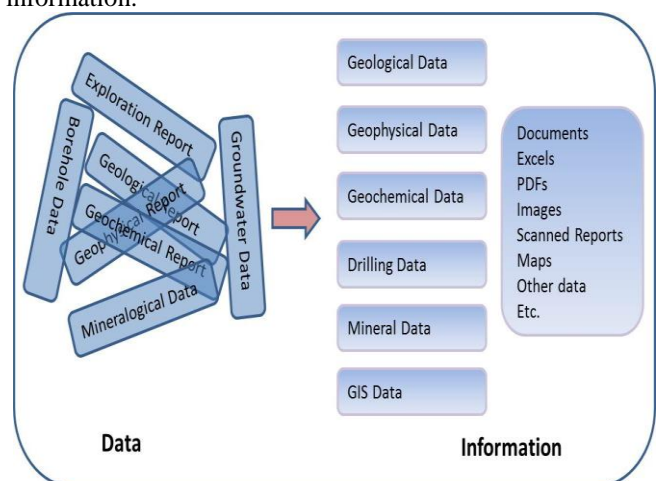 information.
Exploration Report
Borehole Data
Geological report
Geophytical Report
Geochemical Report
Groundwater Data
Mineralogical Data
Data
Geological Data
Geophysical Data
Geochemical Data
Drilling Data
Mineral Data
GIS Data
Documents
Excels
PDFs
Images
Scanned Reports
Maps
Other data
Etc.
Information